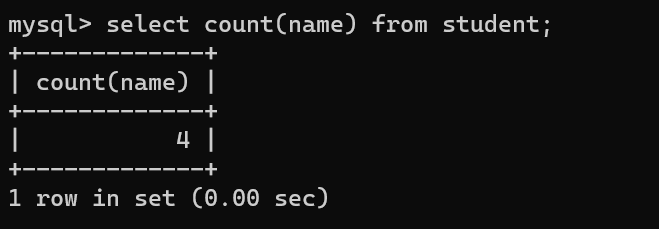 mysql> select count(name) from student;
+-------------+
| count(name) |
+-------------+
|           4 |
+-------------+
1 row in set (0.00 sec)